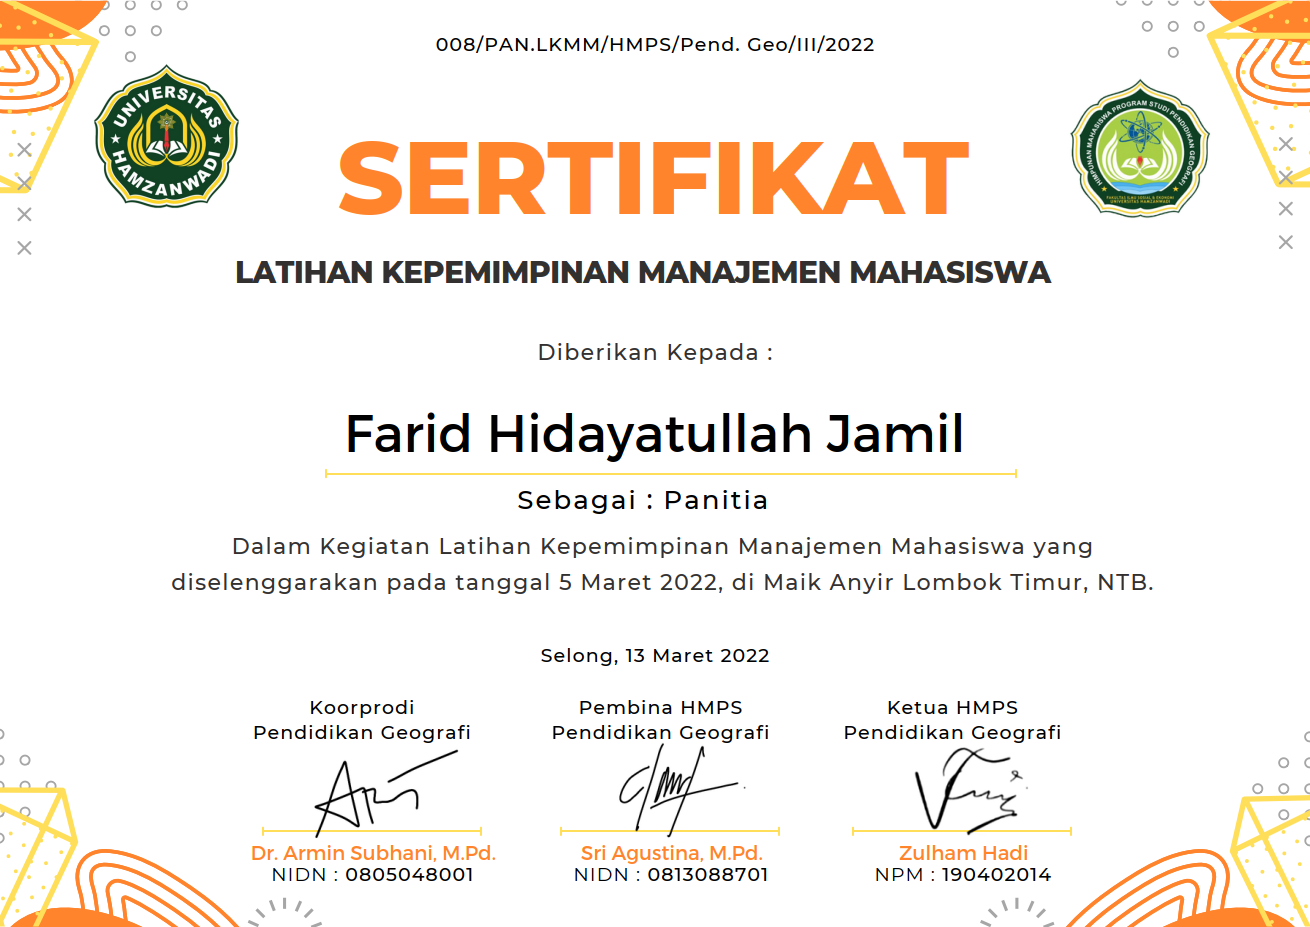 008/PAN.LKMM/HMPS/Pend. Geo/III/2022
UNIVERSITAS
HAMZANWADI
HIMPUNAN MAHASISWA PROGRAM STUDI PENDIDIKAN GEOGRAFI
FAKULTAS ILMU SOSIAL & EKONOMI
UNIVERSITAS HAMZANWADI
SERTIFIKAT
LATIHAN KEPEMIMPINAN MANAJEMEN MAHASISWA
Diberikan Kepada :
Farid Hidayatullah Jamil
Sebagai : Panitia
Dalam Kegiatan Latihan Kepemimpinan Manajemen Mahasiswa yang
diselenggarakan pada tanggal 5 Maret 2022, di Maik Anyir Lombok Timur, NTB.
Selong, 13 Maret 2022
Koorprodi
Pendidikan Geografi
Dr. Armin Subhani, M.Pd.
NIDN : 0805048001
Pembina HMPS
Pendidikan Geografi
Sri Agustina, M.Pd.
NIDN : 0813088701
Ketua HMPS
Pendidikan Geografi
Zulham Hadi
NPM : 190402014